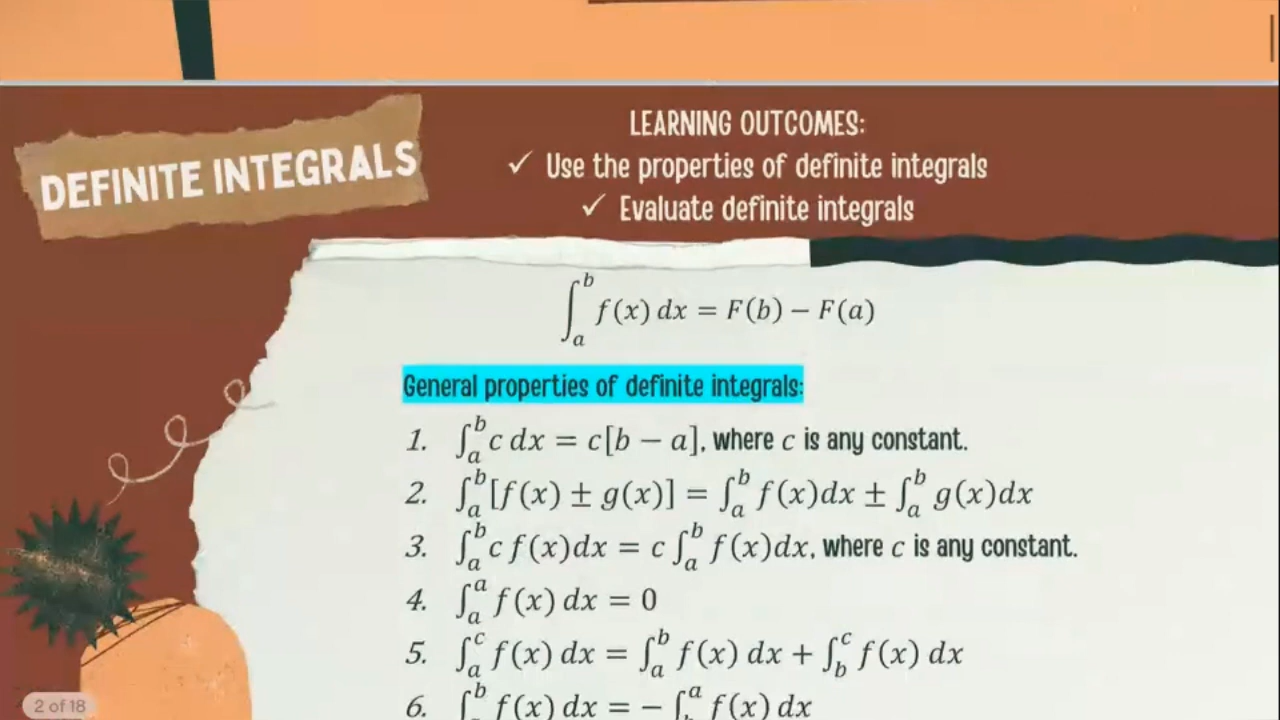 DEFINITE INTEGRALS
LEARNING OUTCOMES:
✓ Use the properties of definite integrals
✓ Evaluate definite integrals
∫_a^b f(x) dx = F(b) − F(a)
General properties of definite integrals:
1. ∫_a^b c dx = c[b − a], where c is any constant.
2. ∫_a^b [f(x) ± g(x)] = ∫_a^b f(x)dx ± ∫_a^b g(x)dx
3. ∫_a^b c f(x)dx = c ∫_a^b f(x)dx, where c is any constant.
4. ∫_a^a f(x) dx = 0
5. ∫_a^c f(x) dx = ∫_a^b f(x) dx + ∫_b^c f(x) dx
6. ∫_a^b f(x) dx = − ∫_b^a f(x) dx
2 of 18